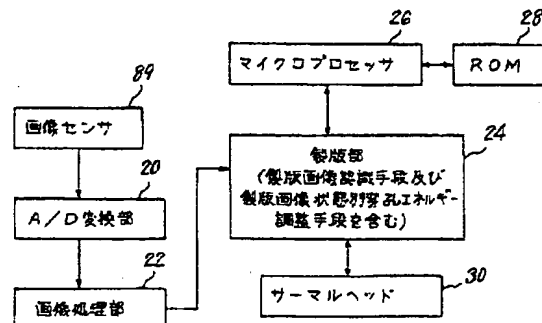 26
28
マイクロプロセッサ
ROM
89
画像センサ
24
製版部
(製版画像認識手段及び
製版画像状態別穿孔エネルギー
調整手段を含む)
20
A/D変換部
22
画像処理部
30
サーマルヘッド